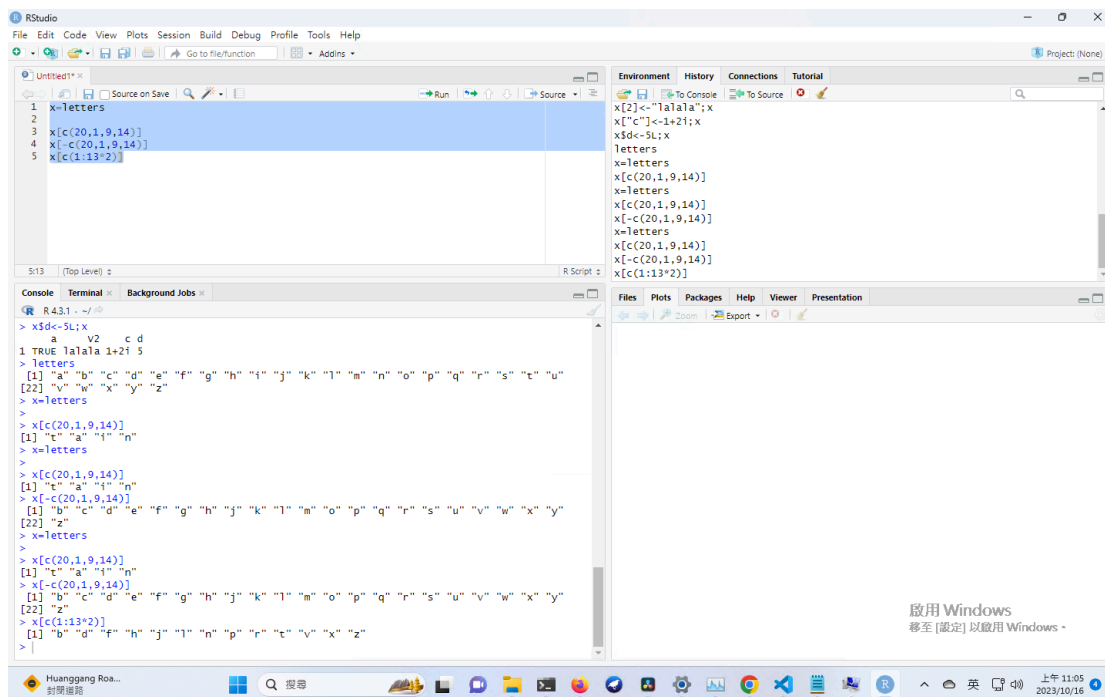 RStudio
File Edit Code View Plots Session Build Debug Profile Tools Help
Go to file/function
Addins
Project: (None)
Untitled1*
Source on Save
Run
Source
1 x=letters
2
3 x[c(20,1,9,14)]
4 x[-c(20,1,9,14)]
5 x[c(1:13*2)]
5:13 (Top Level) R Script
Console Terminal Background Jobs
R 4.3.1 · ~/
> x$d<-5L;x
a V2 c d
1 TRUE lalala 1+2i 5
> letters
[1] "a" "b" "c" "d" "e" "f" "g" "h" "i" "j" "k" "l" "m" "n" "o" "p" "q" "r" "s" "t" "u"
[22] "v" "w" "x" "y" "z"
> x=letters
>
> x[c(20,1,9,14)]
[1] "t" "a" "i" "n"
> x=letters
>
> x[c(20,1,9,14)]
[1] "t" "a" "i" "n"
> x[-c(20,1,9,14)]
[1] "b" "c" "d" "e" "f" "g" "h" "j" "k" "l" "m" "o" "p" "q" "r" "s" "u" "v" "w" "x" "y"
[22] "z"
> x=letters
>
> x[c(20,1,9,14)]
[1] "t" "a" "i" "n"
> x[-c(20,1,9,14)]
[1] "b" "c" "d" "e" "f" "g" "h" "j" "k" "l" "m" "o" "p" "q" "r" "s" "u" "v" "w" "x" "y"
[22] "z"
> x[c(1:13*2)]
[1] "b" "d" "f" "h" "j" "l" "n" "p" "r" "t" "v" "x" "z"
>
Environment History Connections Tutorial
To Console To Source
x[2]<-"lalala";x
x["c"]<-1+2i;x
x$d<-5L;x
letters
x=letters
x[c(20,1,9,14)]
x=letters
x[c(20,1,9,14)]
x[-c(20,1,9,14)]
x=letters
x[c(20,1,9,14)]
x[-c(20,1,9,14)]
x[c(1:13*2)]
Files Plots Packages Help Viewer Presentation
Zoom Export
啟用 Windows
移至 [設定] 以啟用 Windows。
Huanggang Roa...
封閉道路
搜尋
英
上午 11:05
2023/10/16
4